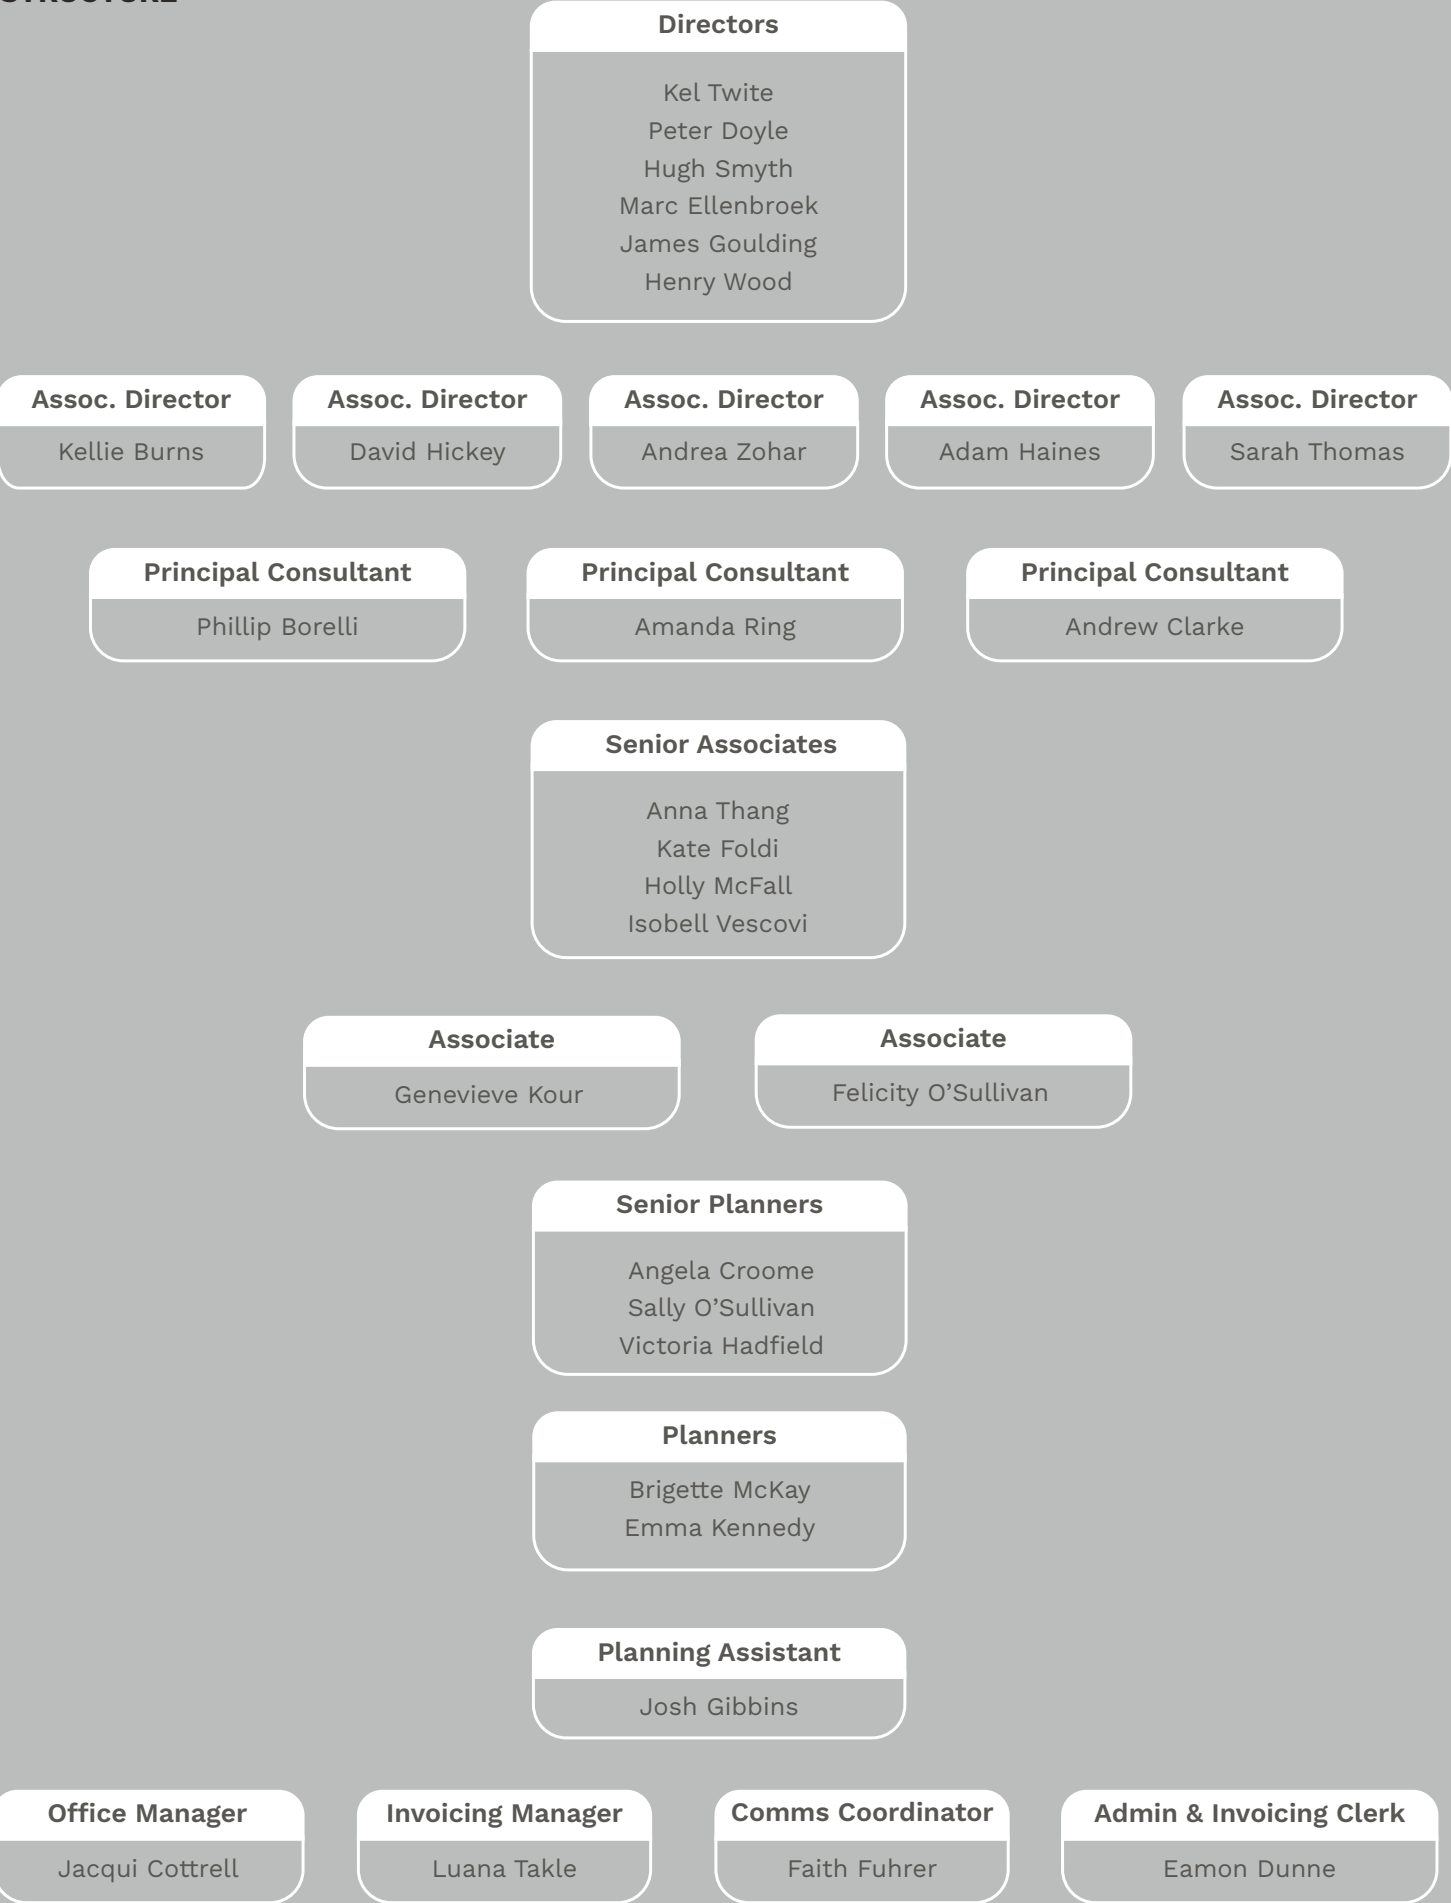 STRUCTURE
Directors
Kel Twite
Peter Doyle
Hugh Smyth
Marc Ellenbroek
James Goulding
Henry Wood
Assoc. Director
Kellie Burns
Assoc. Director
David Hickey
Assoc. Director
Andrea Zohar
Assoc. Director
Adam Haines
Assoc. Director
Sarah Thomas
Principal Consultant
Phillip Borelli
Principal Consultant
Amanda Ring
Principal Consultant
Andrew Clarke
Senior Associates
Anna Thang
Kate Foldi
Holly McFall
Isobell Vescovi
Associate
Genevieve Kour
Associate
Felicity O’Sullivan
Senior Planners
Angela Croome
Sally O’Sullivan
Victoria Hadfield
Planners
Brigette McKay
Emma Kennedy
Planning Assistant
Josh Gibbins
Office Manager
Jacqui Cottrell
Invoicing Manager
Luana Takle
Comms Coordinator
Faith Fuhrer
Admin & Invoicing Clerk
Eamon Dunne